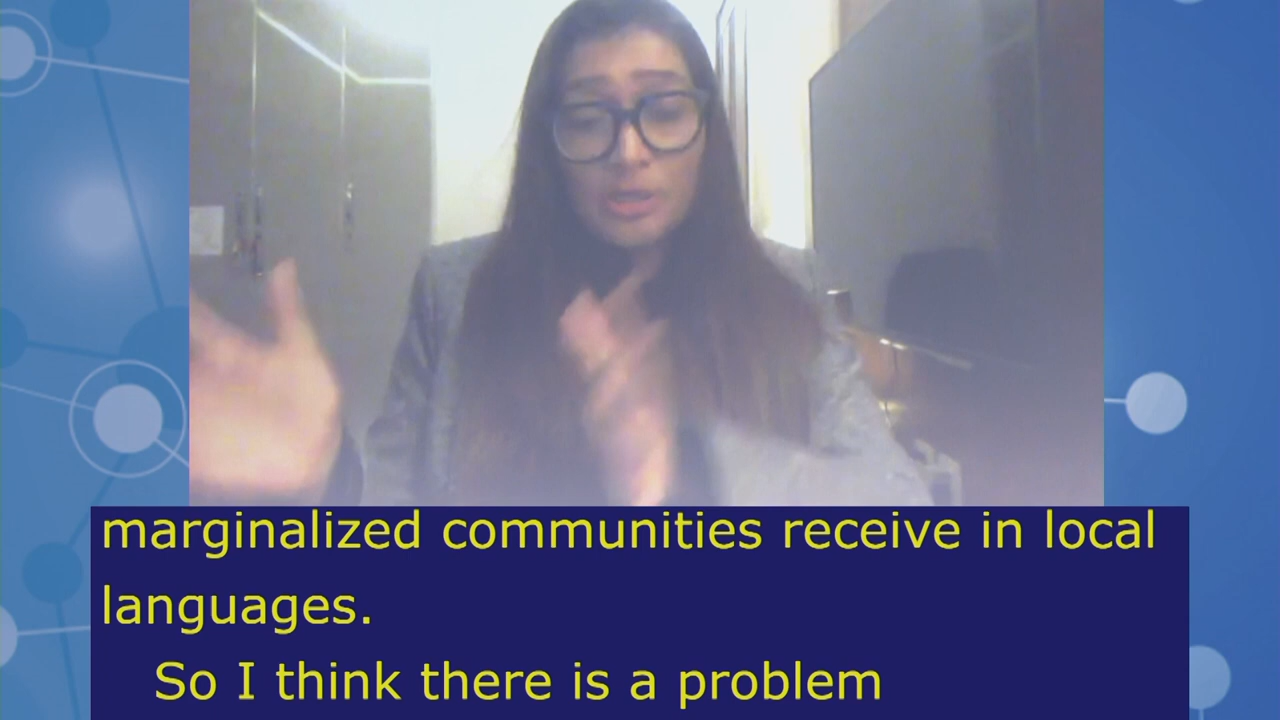 marginalized communities receive in local
languages.
So I think there is a problem